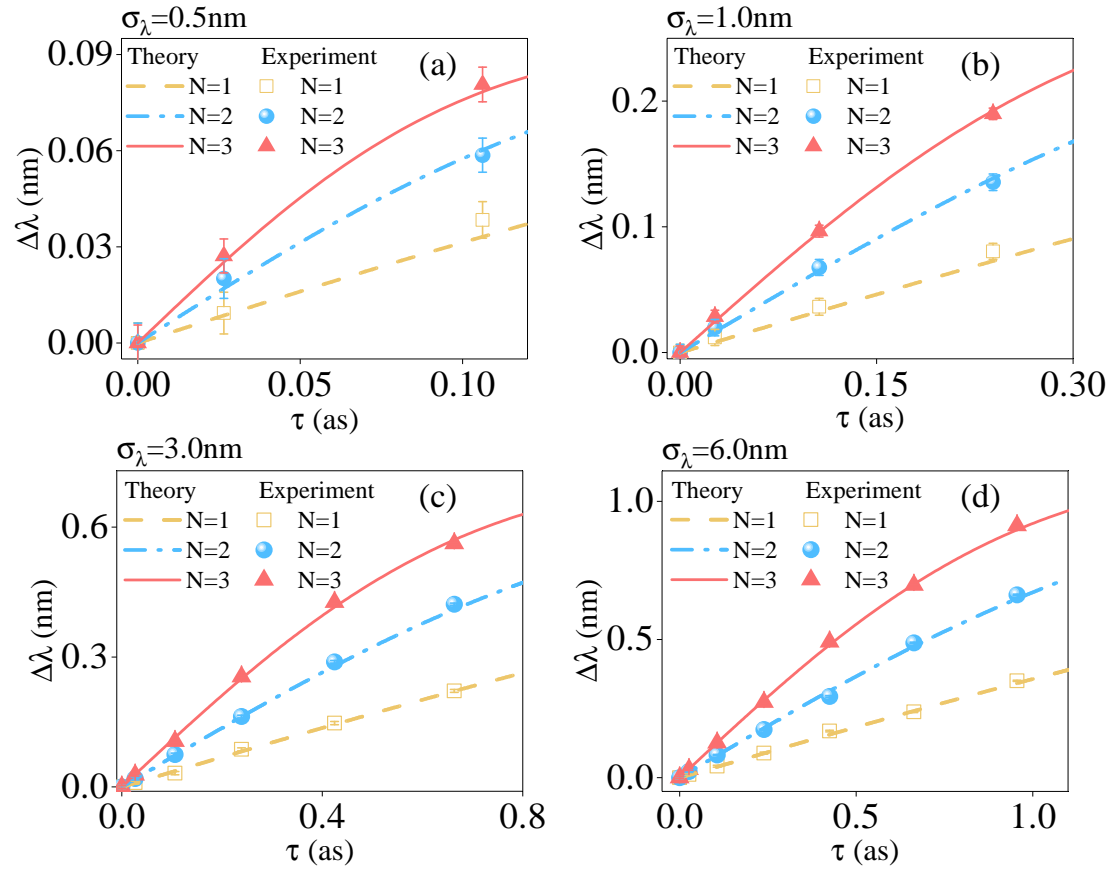 σλ=0.5nm
(a)
Theory Experiment
N=1 N=1
N=2 N=2
N=3 N=3
0.09
0.06
0.03
0.00
Δλ (nm)
0.00 0.05 0.10
τ (as)
σλ=1.0nm
(b)
Theory Experiment
N=1 N=1
N=2 N=2
N=3 N=3
0.2
0.1
0.0
Δλ (nm)
0.00 0.15 0.30
τ (as)
σλ=3.0nm
(c)
Theory Experiment
N=1 N=1
N=2 N=2
N=3 N=3
0.6
0.3
0.0
Δλ (nm)
0.0 0.4 0.8
τ (as)
σλ=6.0nm
(d)
Theory Experiment
N=1 N=1
N=2 N=2
N=3 N=3
1.0
0.5
0.0
Δλ (nm)
0.0 0.5 1.0
τ (as)